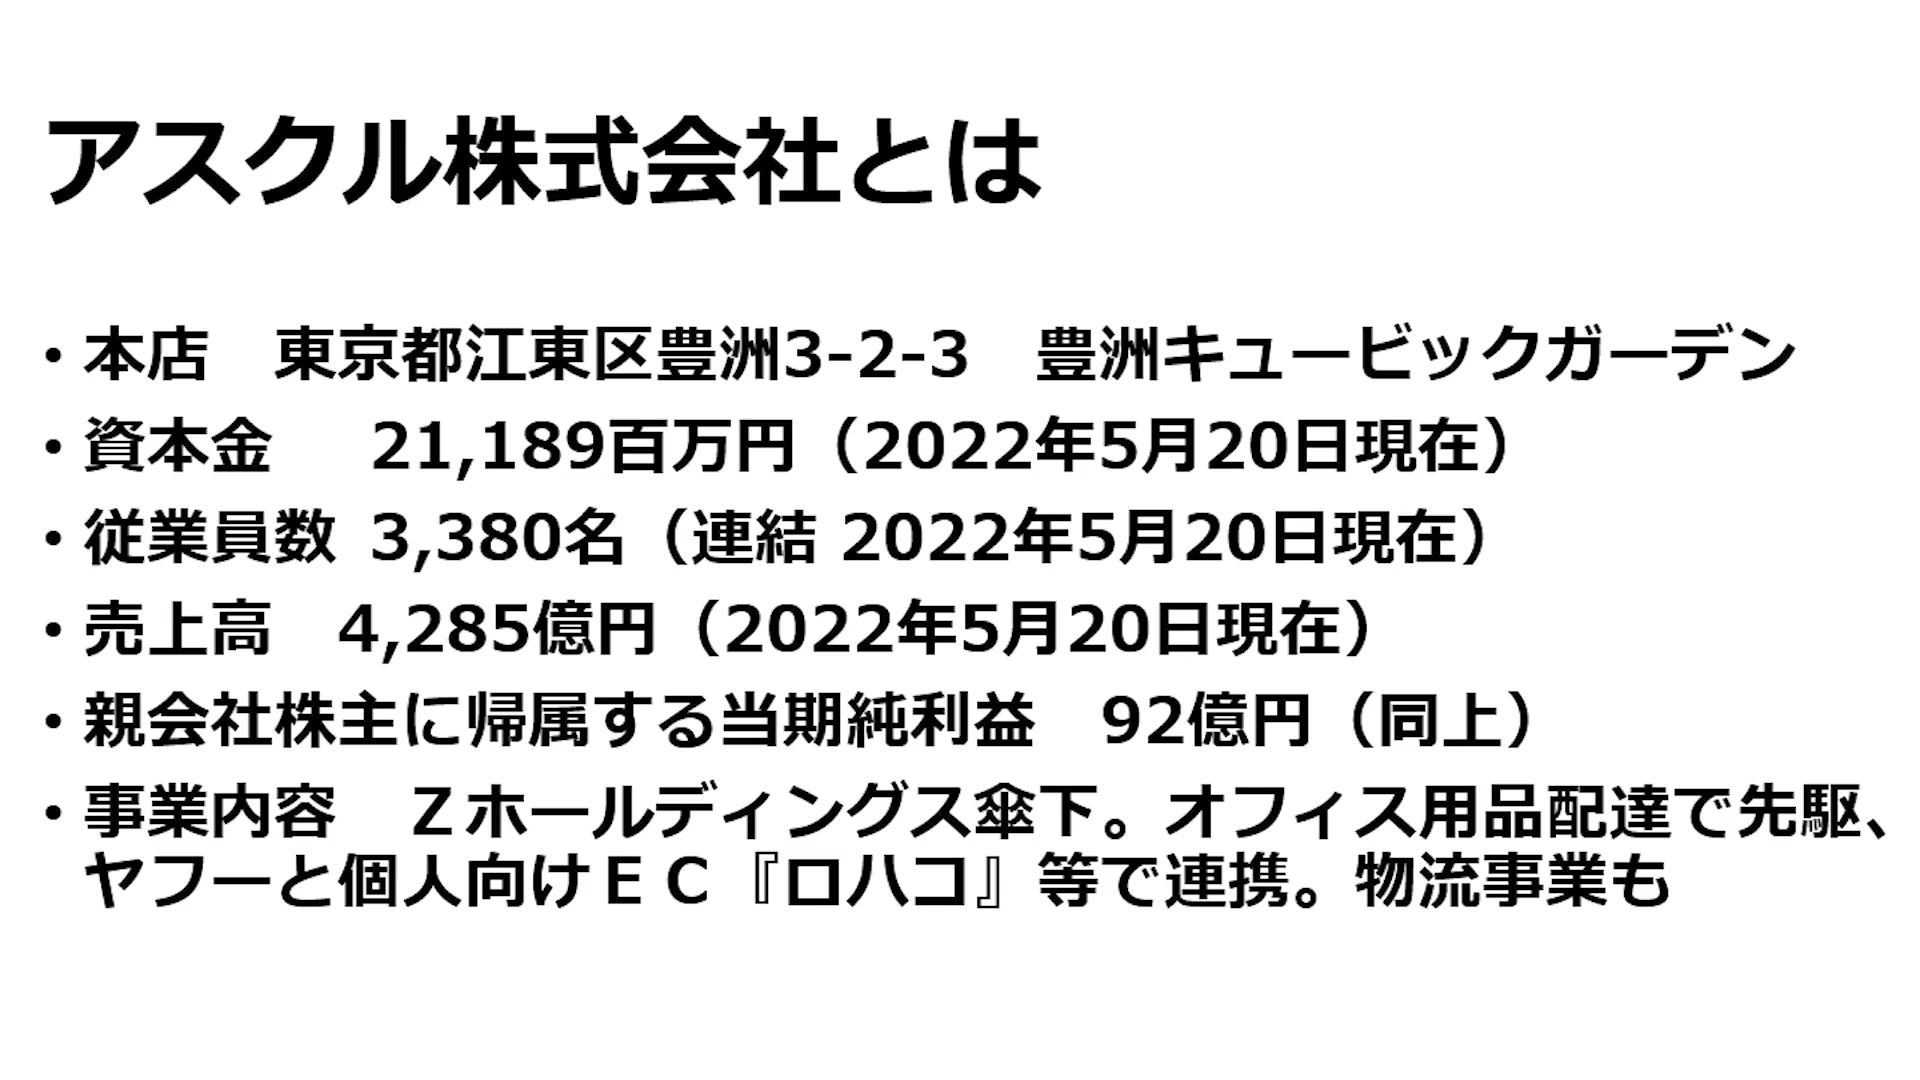 アスクル株式会社とは
・本店　東京都江東区豊洲3-2-3　豊洲キュービックガーデン
・資本金　 21,189百万円（2022年5月20日現在）
・従業員数 3,380名（連結 2022年5月20日現在）
・売上高　4,285億円（2022年5月20日現在）
・親会社株主に帰属する当期純利益　92億円（同上）
・事業内容　Ｚホールディングス傘下。オフィス用品配達で先駆、
ヤフーと個人向けＥＣ『ロハコ』等で連携。物流事業も